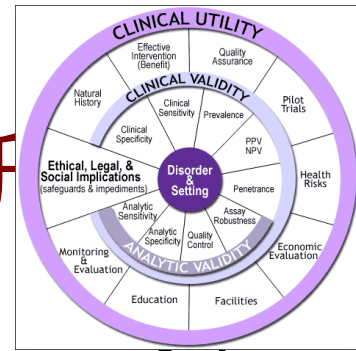 CLINICAL UTILITY
Effective
Intervention
(Benefit)
Quality
Assurance
Natural
History
CLINICAL VALIDITY
Pilot
Trials
Clinical
Sensitivity
Prevalence
Clinical
Specificity
PPV
NPV
Ethical, Legal, &
Social Implications
(safeguards & impediments)
Disorder
&
Setting
Penetrance
Health
Risks
Analytic
Sensitivity
Assay
Robustness
Analytic
Specificity
Quality
Control
ANALYTIC VALIDITY
Monitoring
&
Evaluation
Economic
Evaluation
Education
Facilities